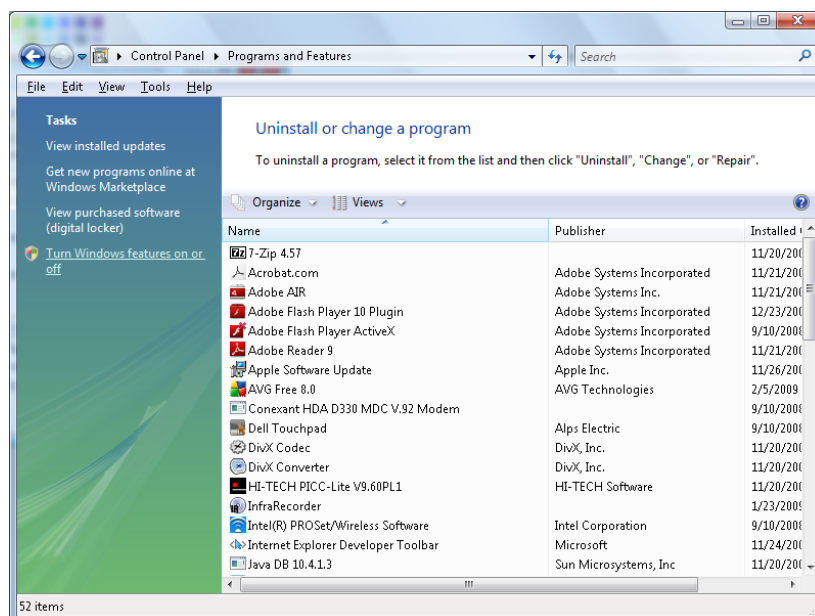 Control Panel Programs and Features Search
File Edit View Tools Help
Tasks
View installed updates
Get new programs online at
Windows Marketplace
View purchased software
(digital locker)
Turn Windows features on or
off
Uninstall or change a program
To uninstall a program, select it from the list and then click "Uninstall", "Change", or "Repair".
Organize Views
Name Publisher Installed
7-Zip 4.57 11/20/200
Acrobat.com Adobe Systems Incorporated 11/21/200
Adobe AIR Adobe Systems Inc. 11/21/200
Adobe Flash Player 10 Plugin Adobe Systems Incorporated 12/23/200
Adobe Flash Player ActiveX Adobe Systems Incorporated 9/10/2008
Adobe Reader 9 Adobe Systems Incorporated 11/21/200
Apple Software Update Apple Inc. 11/26/200
AVG Free 8.0 AVG Technologies 2/5/2009
Conexant HDA D330 MDC V.92 Modem 9/10/2008
Dell Touchpad Alps Electric 9/10/2008
DivX Codec DivX, Inc. 11/20/200
DivX Converter DivX, Inc. 11/20/200
HI-TECH PICC-Lite V9.60PL1 HI-TECH Software 11/20/200
InfraRecorder 1/23/2009
Intel(R) PROSet/Wireless Software Intel Corporation 9/10/2008
Internet Explorer Developer Toolbar Microsoft 11/24/200
Java DB 10.4.1.3 Sun Microsystems, Inc 11/20/200
52 items